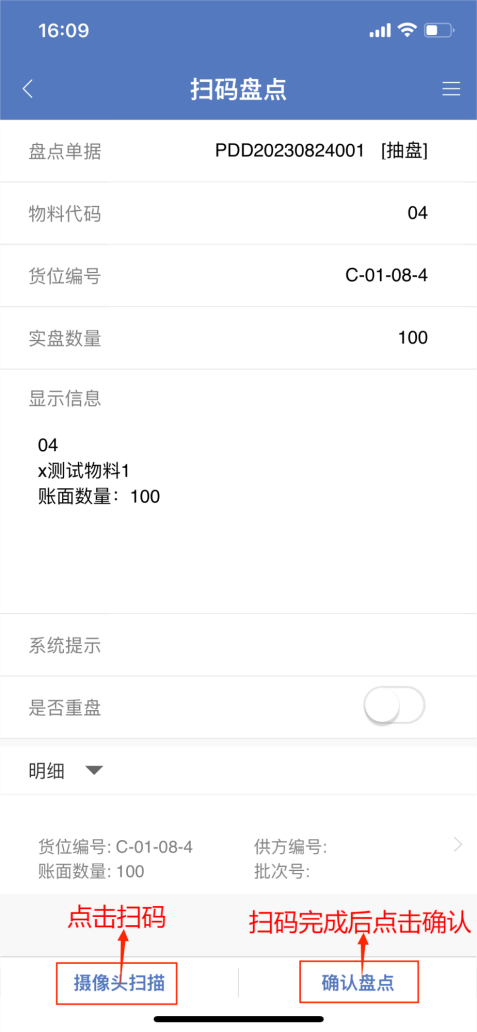 16:09
扫码盘点
盘点单据 PDD20230824001 [抽盘]
物料代码 04
货位编号 C-01-08-4
实盘数量 100
显示信息
04
x测试物料1
账面数量：100
系统提示
是否重盘
明细
货位编号: C-01-08-4 供方编号:
账面数量: 100 批次号:
点击扫码 扫码完成后点击确认
摄像头扫描 确认盘点